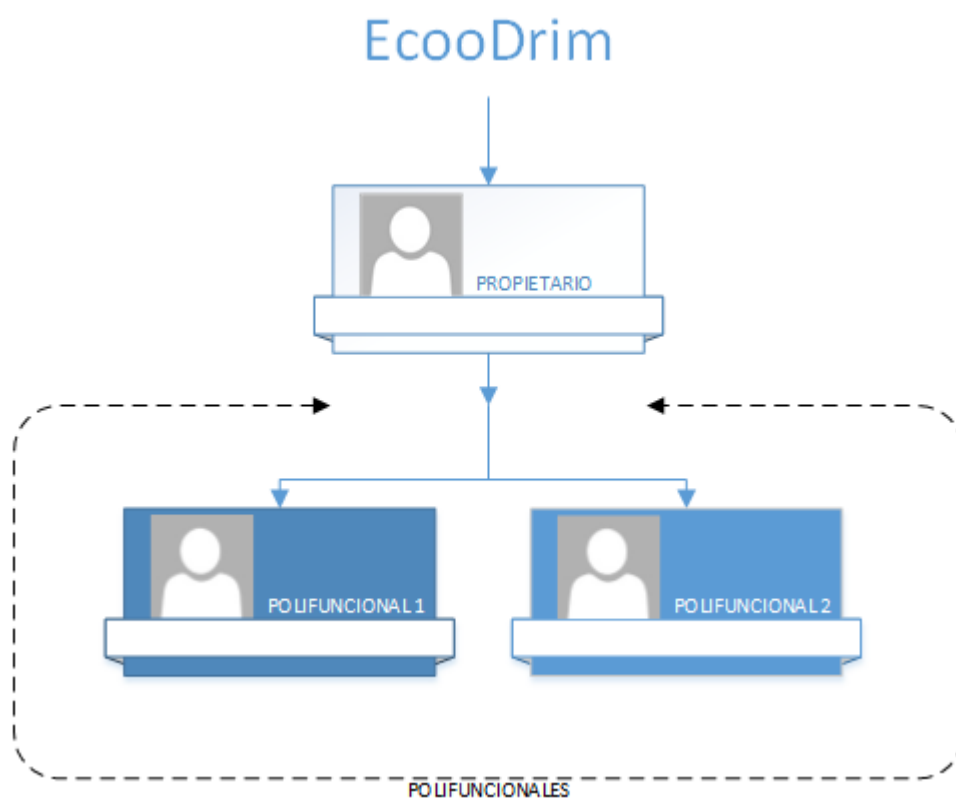 EcooDrim
PROPIETARIO
POLIFUNCIONAL 1
POLIFUNCIONAL 2
POLIFUNCIONALES